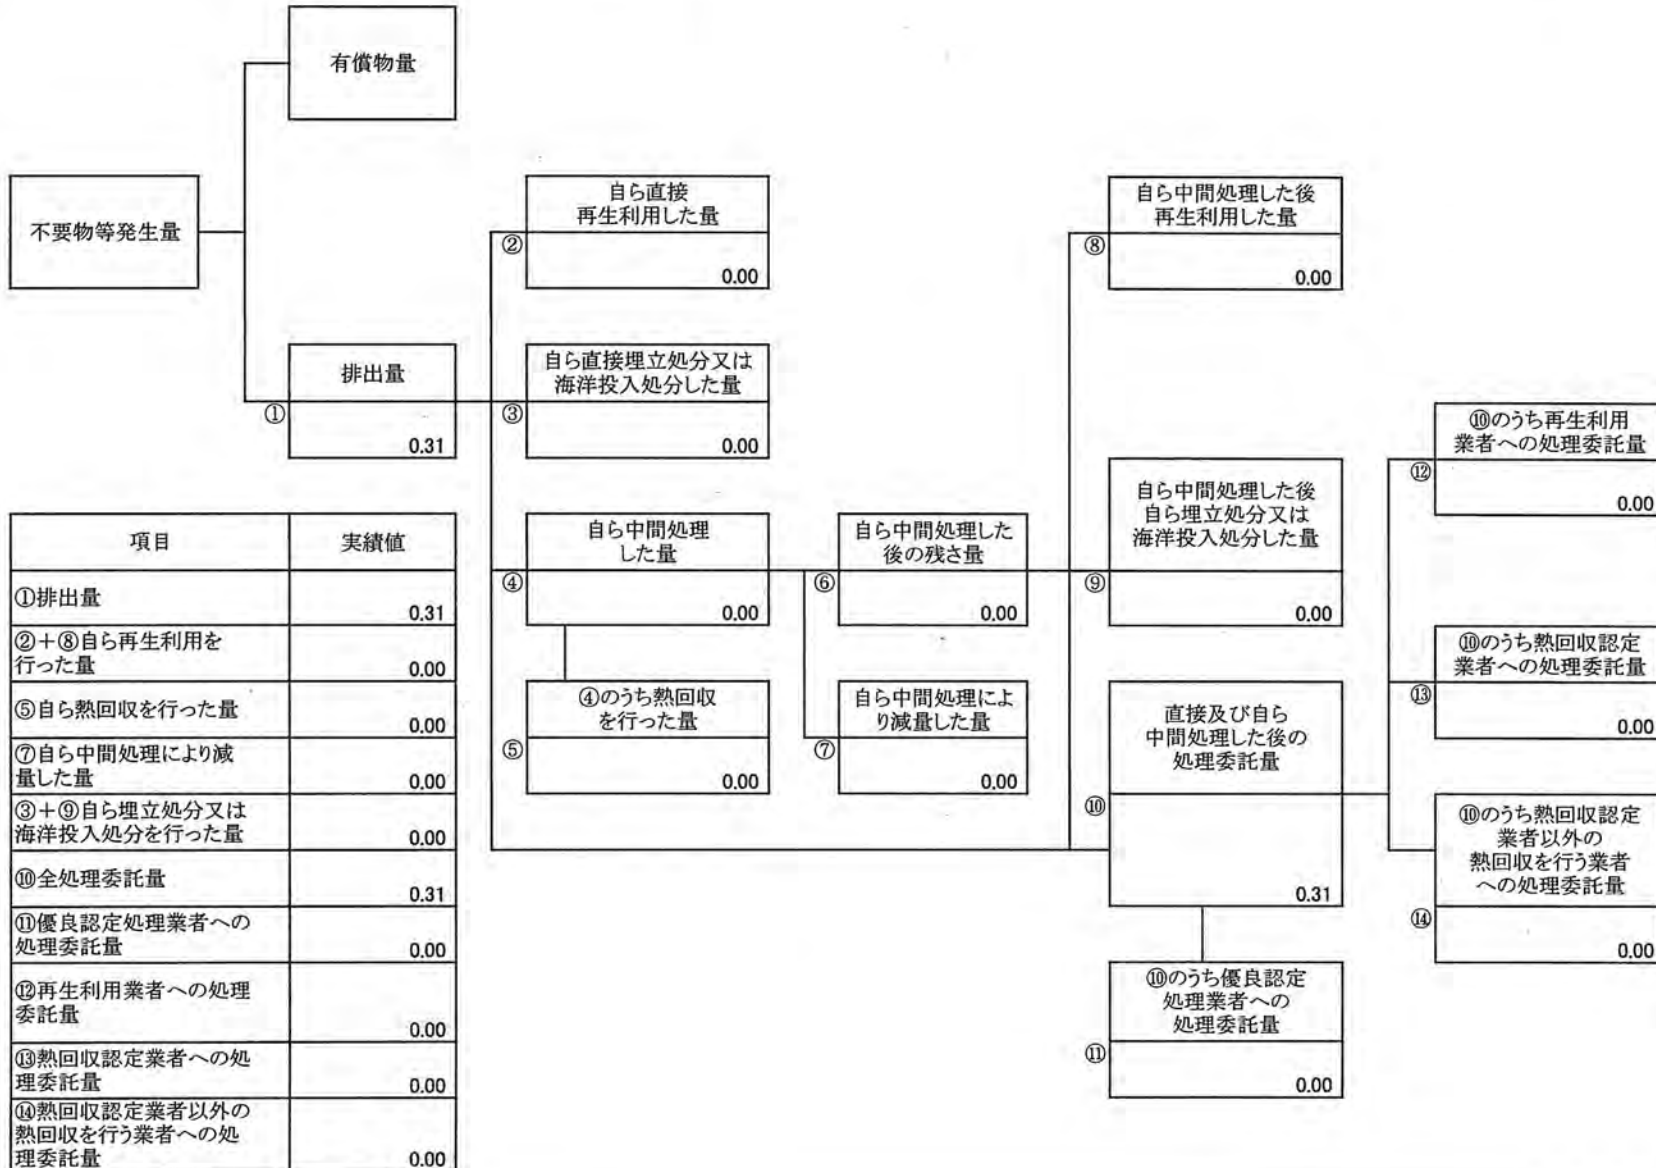 有償物量
不要物等発生量
自ら直接
再生利用した量
②
0.00
自ら中間処理した後
再生利用した量
⑧
0.00
排出量
①
0.31
自ら直接埋立処分又は
海洋投入処分した量
③
0.00
⑩のうち再生利用
業者への処理委託量
⑫
0.00
自ら中間処理
した量
④
0.00
自ら中間処理した
後の残さ量
⑥
0.00
自ら中間処理した後
自ら埋立処分又は
海洋投入処分した量
⑨
0.00
⑩のうち熱回収認定
業者への処理委託量
⑬
0.00
④のうち熱回収
を行った量
⑤
0.00
自ら中間処理によ
り減量した量
⑦
0.00
直接及び自ら
中間処理した後の
処理委託量
⑩
0.31
⑩のうち熱回収認定
業者以外の
熱回収を行う業者
への処理委託量
⑭
0.00
⑩のうち優良認定
処理業者への
処理委託量
⑪
0.00
項目 実績値
①排出量 0.31
②+⑧自ら再生利用を
行った量 0.00
⑤自ら熱回収を行った量 0.00
⑦自ら中間処理により減
量した量 0.00
③+⑨自ら埋立処分又は
海洋投入処分を行った量 0.00
⑩全処理委託量 0.31
⑪優良認定処理業者への
処理委託量 0.00
⑫再生利用業者への処理
委託量 0.00
⑬熱回収認定業者への処
理委託量 0.00
⑭熱回収認定業者以外の
熱回収を行う業者への処
理委託量 0.00